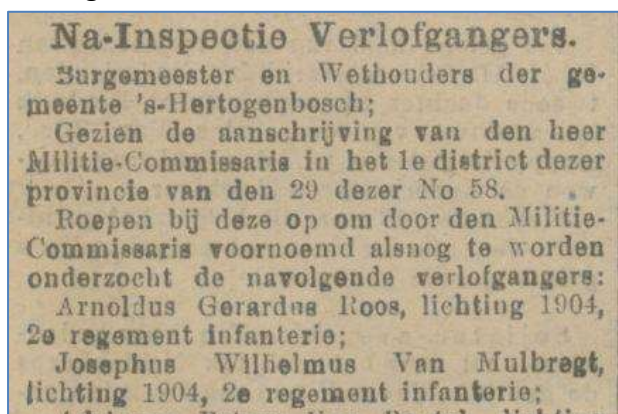 Na-Inspectie Verlofgangers.
Burgemeester en Wethouders der ge-
meente 's-Hertogenbosch;
Gezien de aanschrijving van den heer
Militie-Commissaris in het 1e district dezer
provincie van den 29 dezer No 58.
Roepen bij deze op om door den Militie-
Commissaris voornoemd alsnog te worden
onderzocht de navolgende verlofgangers:
Arnoldus Gerardus Roos, lichting 1904,
2e regement infanterie;
Josephus Wilhelmus Van Mulbregt,
lichting 1904, 2e regement infanterie;